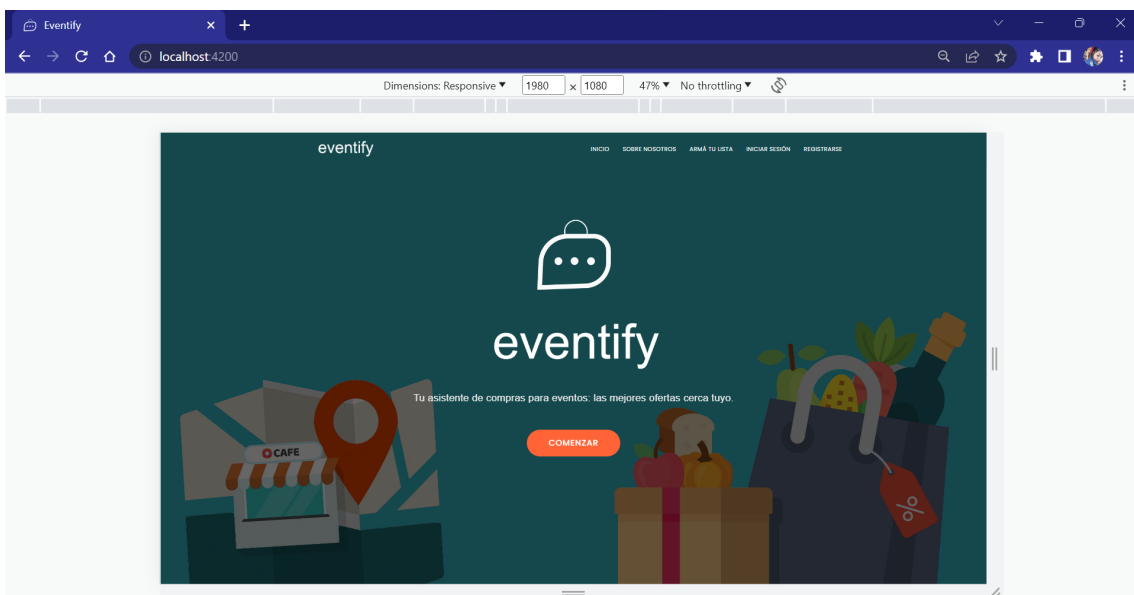 Eventify
localhost:4200
Dimensions: Responsive 1980 x 1080 47% No throttling
eventify INICIO SOBRE NOSOTROS ARMÁ TU LISTA INICIAR SESIÓN REGISTRARSE
eventify
Tu asistente de compras para eventos: las mejores ofertas cerca tuyo.
COMENZAR
CAFE
%